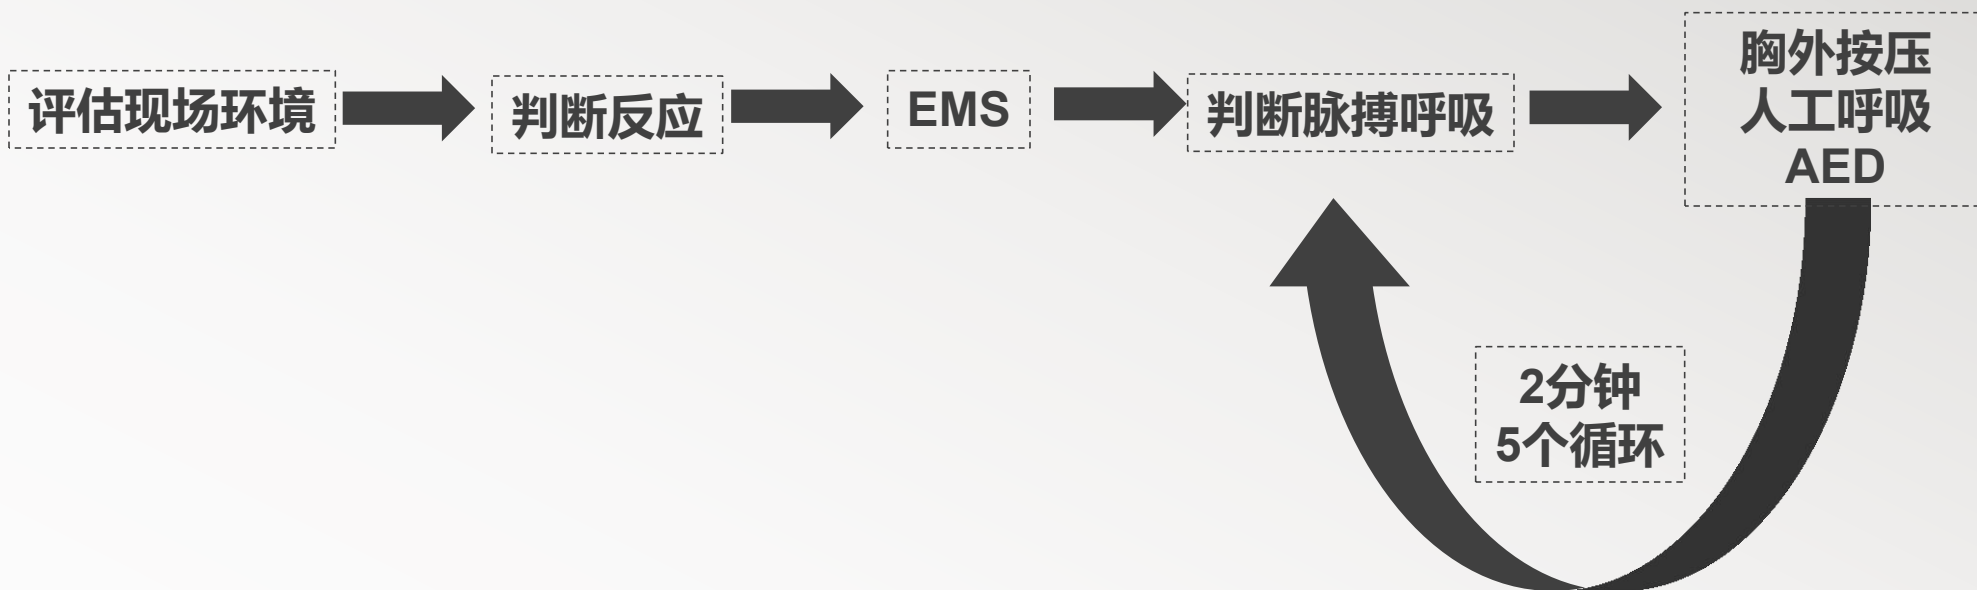 评估现场环境
判断反应
EMS
判断脉搏呼吸
胸外按压
人工呼吸
AED
2分钟
5个循环